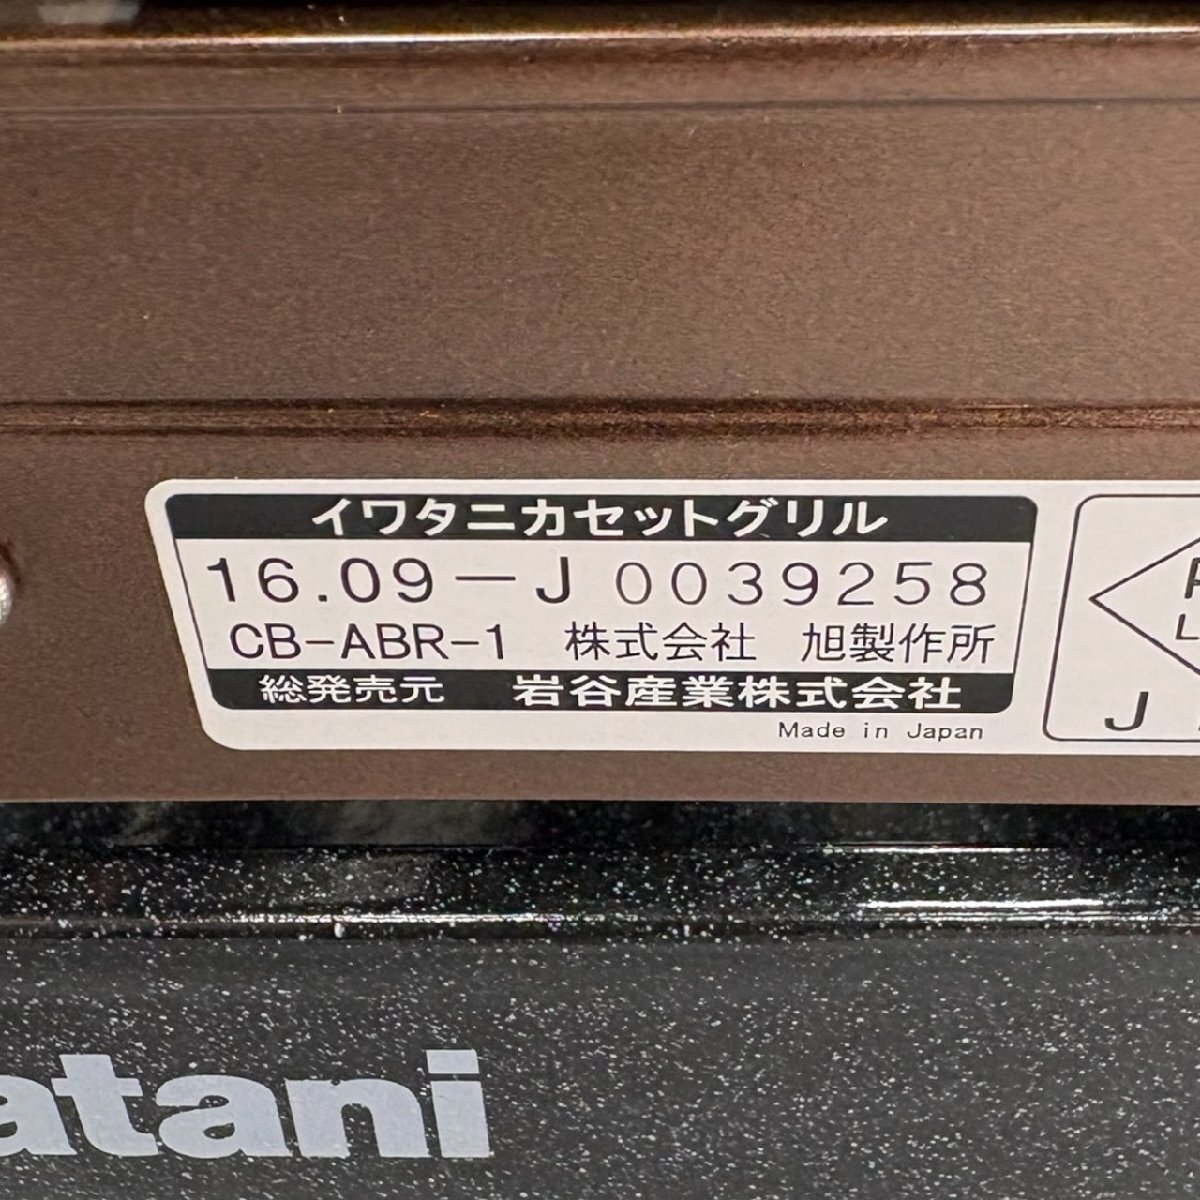 イワタニカセットグリル
16.09-J 0039258
CB-ABR-1 株式会社 旭製作所
総発売元 岩谷産業株式会社
Made in Japan
J
atani